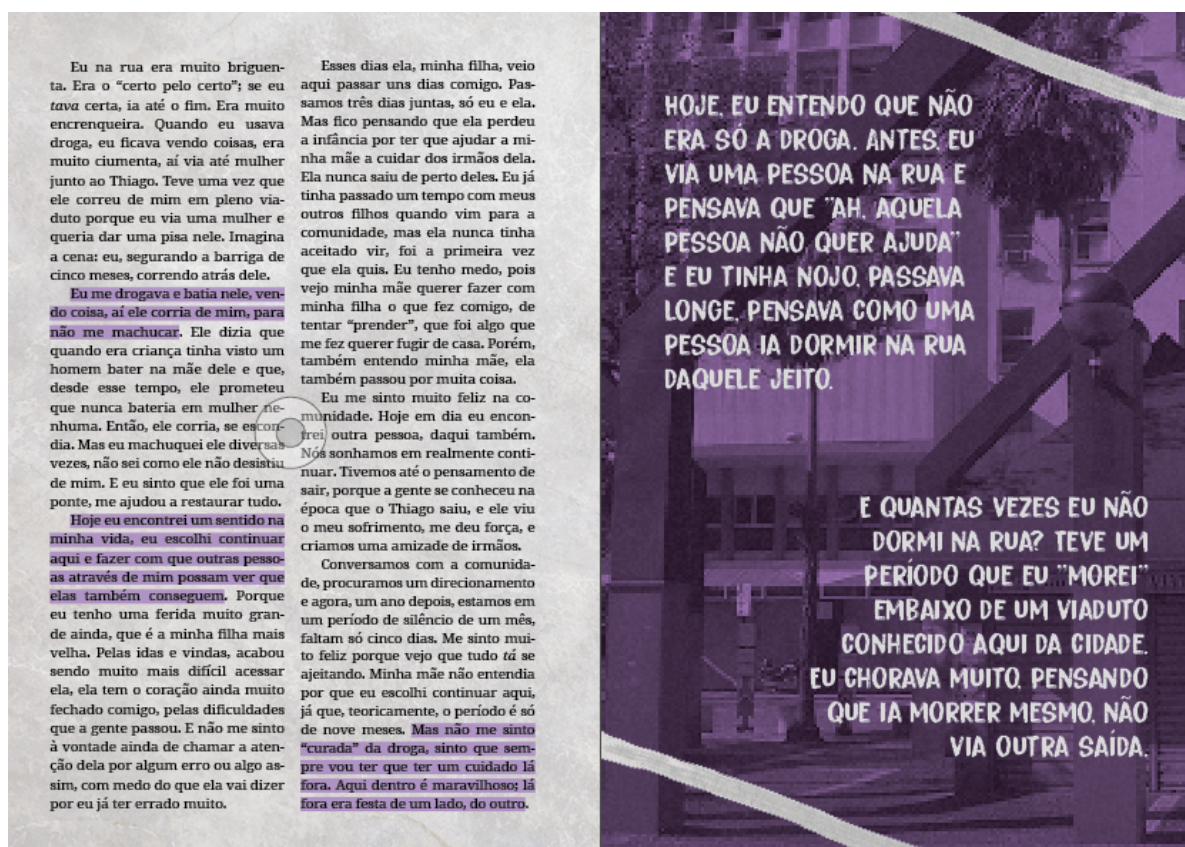 Eu na rua era muito briguen-
ta. Era o “certo pelo certo”; se eu
tava certa, ia até o fim. Era muito
encrenqueira. Quando eu usava
droga, eu ficava vendo coisas, era
muito ciumenta, aí via até mulher
junto ao Thiago. Teve uma vez que
ele correu de mim em pleno via-
duto porque eu via uma mulher e
queria dar uma pisa nele. Imagina
a cena: eu, segurando a barriga de
cinco meses, correndo atrás dele.
Eu me drogava e batia nele, ven-
do coisa, aí ele corria de mim, para
não me machucar. Ele dizia que
quando era criança tinha visto um
homem bater na mãe dele e que,
desde esse tempo, ele prometeu
que nunca bateria em mulher ne-
nhuma. Então, ele corria, se escon-
dia. Mas eu machuquei ele diversas
vezes, não sei como ele não desistiu
de mim. E eu sinto que ele foi uma
ponte, me ajudou a restaurar tudo.
Hoje eu encontrei um sentido na
minha vida, eu escolhi continuar
aqui e fazer com que outras pesso-
as através de mim possam ver que
elas também conseguem. Porque
eu tenho uma ferida muito gran-
de ainda, que é a minha filha mais
velha. Pelas idas e vindas, acabou
sendo muito mais difícil acessar
ela, ela tem o coração ainda muito
fechado comigo, pelas dificuldades
que a gente passou. E não me sinto
à vontade ainda de chamar a aten-
ção dela por algum erro ou algo as-
sim, com medo do que ela vai dizer
por eu já ter errado muito.
Esses dias ela, minha filha, veio
aqui passar uns dias comigo. Pas-
samos três dias juntas, só eu e ela.
Mas fico pensando que ela perdeu
a infância por ter que ajudar a mi-
nha mãe a cuidar dos irmãos dela.
Ela nunca saiu de perto deles. Eu já
tinha passado um tempo com meus
outros filhos quando vim para a
comunidade, mas ela nunca tinha
aceitado vir, foi a primeira vez
que ela quis. Eu tenho medo, pois
vejo minha mãe querer fazer com
minha filha o que fez comigo, de
tentar “prender”, que foi algo que
me fez querer fugir de casa. Porém,
também entendo minha mãe, ela
também passou por muita coisa.
Eu me sinto muito feliz na co-
munidade. Hoje em dia eu encon-
trei outra pessoa, daqui também.
Nós sonhamos em realmente conti-
nuar. Tivemos até o pensamento de
sair, porque a gente se conheceu na
época que o Thiago saiu, e ele viu
o meu sofrimento, me deu força, e
criamos uma amizade de irmãos.
Conversamos com a comunida-
de, procuramos um direcionamento
e agora, um ano depois, estamos em
um período de silêncio de um mês,
faltam só cinco dias. Me sinto mui-
to feliz porque vejo que tudo tá se
ajeitando. Minha mãe não entendia
por que eu escolhi continuar aqui,
já que, teoricamente, o período é só
de nove meses. Mas não me sinto
“curada” da droga, sinto que sem-
pre vou ter que ter um cuidado lá
fora. Aqui dentro é maravilhoso; lá
fora era festa de um lado, do outro.
HOJE, EU ENTENDO QUE NÃO
ERA SÓ A DROGA. ANTES, EU
VIA UMA PESSOA NA RUA E
PENSAVA QUE "AH, AQUELA
PESSOA NÃO QUER AJUDA"
E EU TINHA NOJO, PASSAVA
LONGE, PENSAVA COMO UMA
PESSOA IA DORMIR NA RUA
DAQUELE JEITO.
E QUANTAS VEZES EU NÃO
DORMI NA RUA? TEVE UM
PERÍODO QUE EU "MOREI"
EMBAIXO DE UM VIADUTO
CONHECIDO AQUI DA CIDADE.
EU CHORAVA MUITO, PENSANDO
QUE IA MORRER MESMO, NÃO
VIA OUTRA SAÍDA.